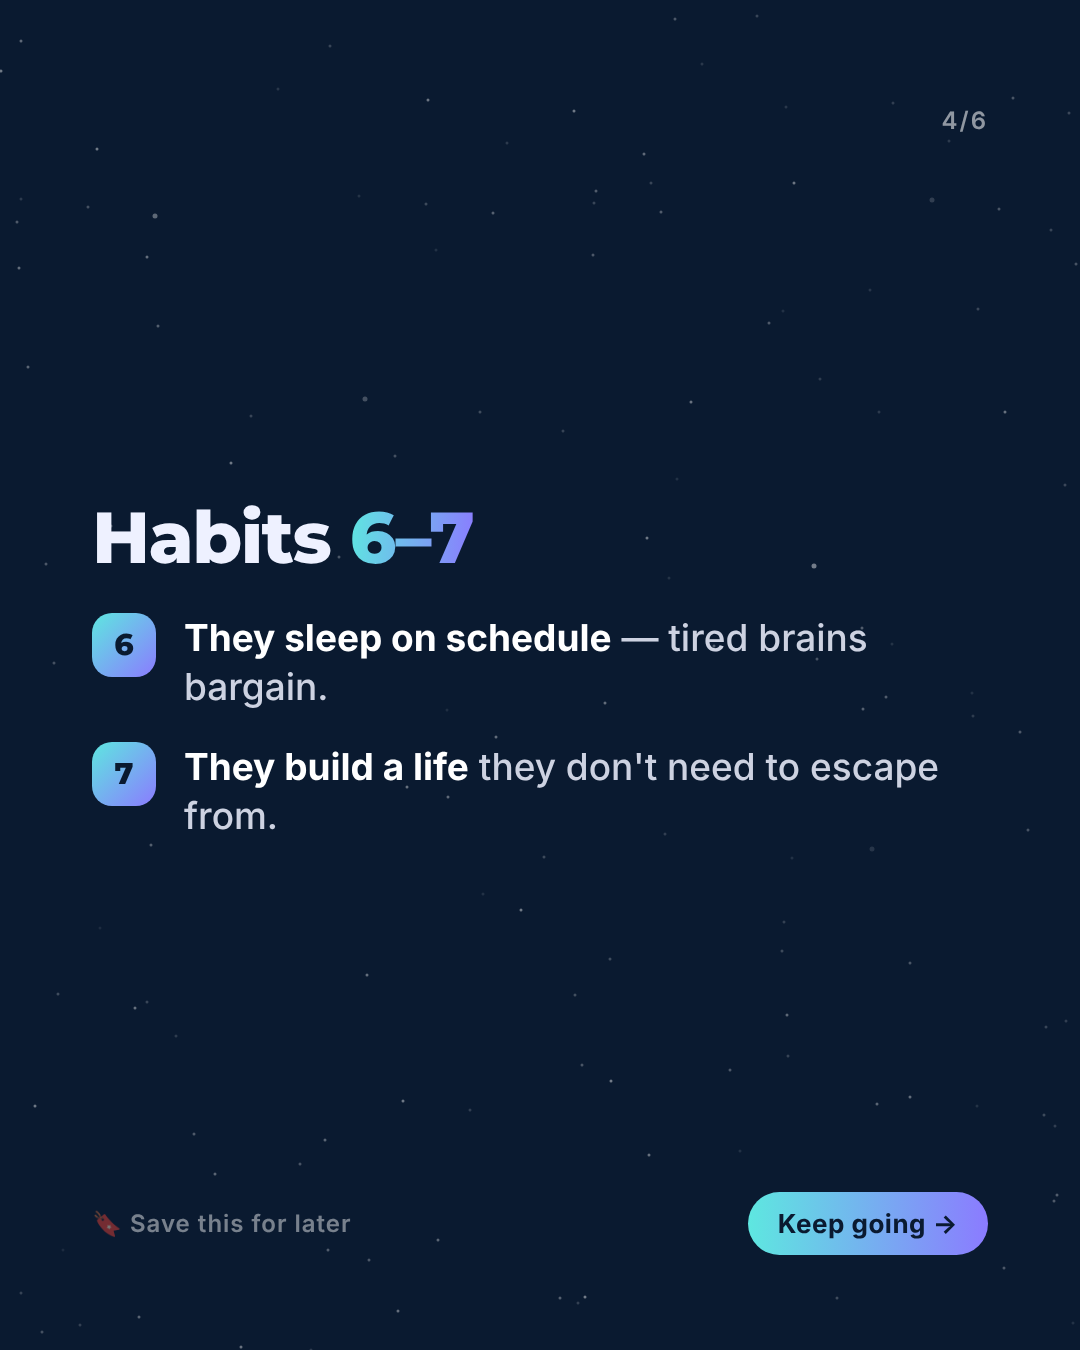 4/6
Habits 6–7
6
They sleep on schedule — tired brains
bargain.
7
They build a life they don't need to escape
from.
🔖 Save this for later
Keep going →